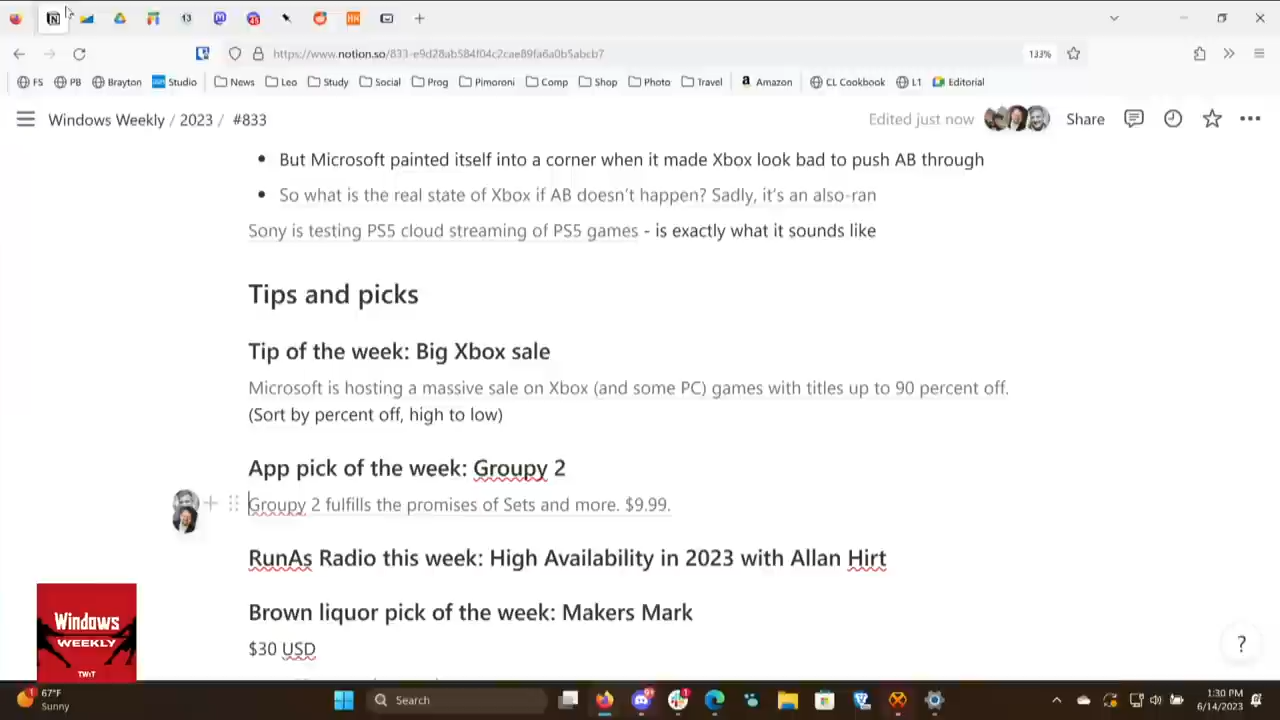 13
https://www.notion.so/833-e9d28ab584f04c2cae89fa6a0b5abcb7
133%
FS
PB
Brayton
Studio
News
Leo
Study
Social
Prog
Pimoroni
Comp
Shop
Photo
Travel
Amazon
CL Cookbook
L1
Editorial
Windows Weekly / 2023 / #833
Edited just now
Share
• But Microsoft painted itself into a corner when it made Xbox look bad to push AB through
• So what is the real state of Xbox if AB doesn't happen? Sadly, it's an also-ran
Sony is testing PS5 cloud streaming of PS5 games - is exactly what it sounds like
Tips and picks
Tip of the week: Big Xbox sale
Microsoft is hosting a massive sale on Xbox (and some PC) games with titles up to 90 percent off.
(Sort by percent off, high to low)
App pick of the week: Groupy 2
Groupy 2 fulfills the promises of Sets and more. $9.99.
RunAs Radio this week: High Availability in 2023 with Allan Hirt
Brown liquor pick of the week: Makers Mark
$30 USD
Windows
WEEKLY
TWiT
?
67°F
Sunny
Search
1:30 PM
6/14/2023